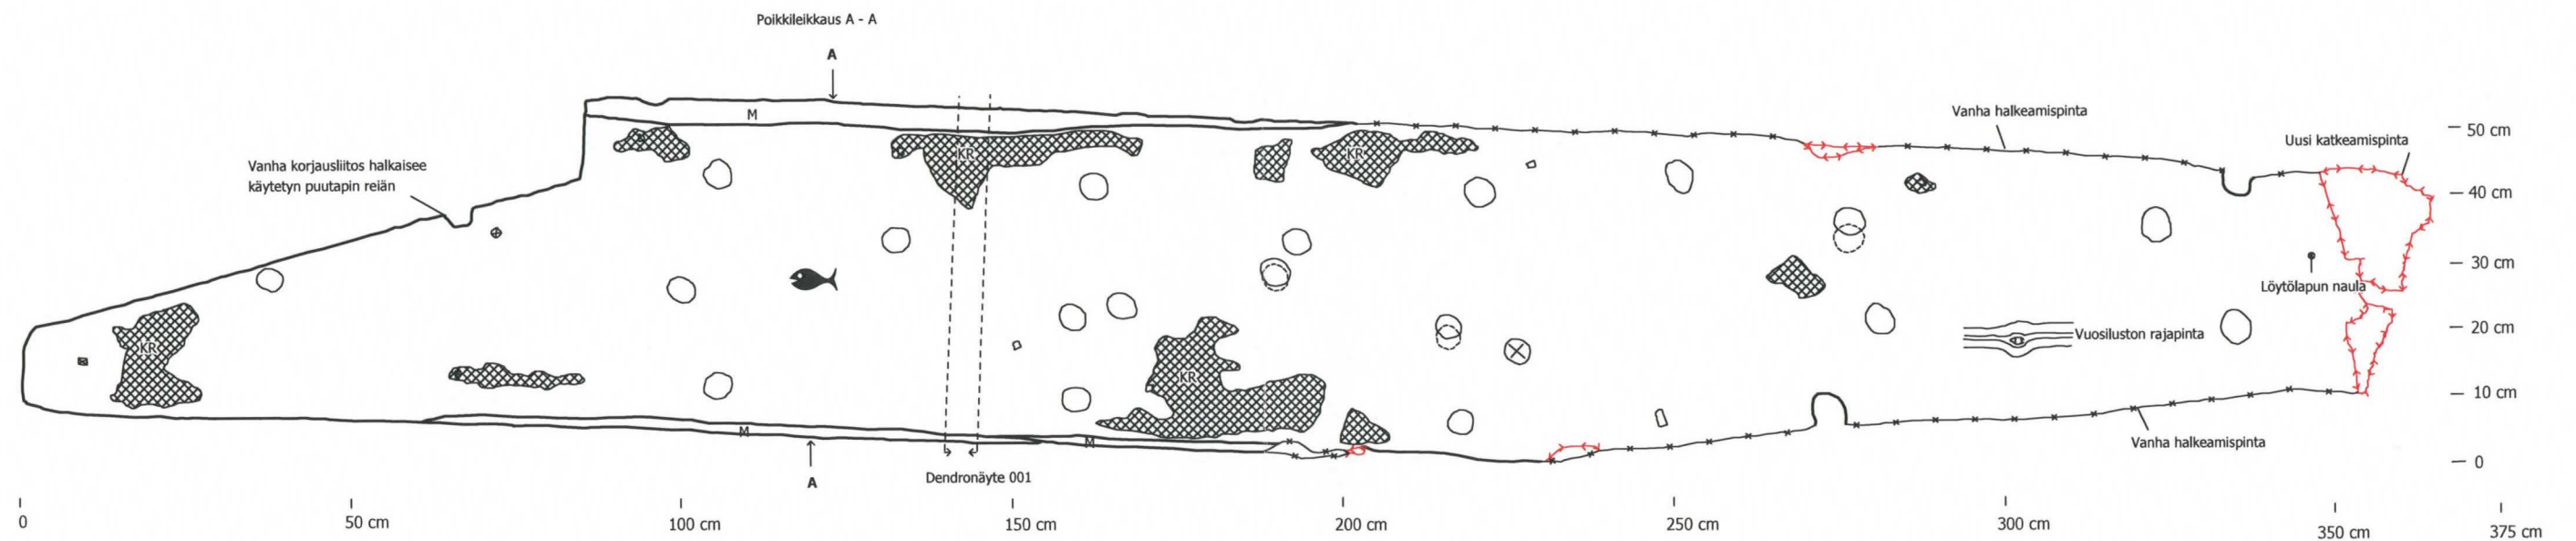 Poikkileikkaus A - A
A
M
Vanha halkeamispinta
50 cm
Uusi katkeamispinta
Vanha korjausliitos halkaisee
käytetyn puutapin reiän
KR
KR
40 cm
30 cm
Löytölapun naula
20 cm
Vuosiluston rajapinta
KR
KR
10 cm
M
M
Vanha halkeamispinta
0
A
Dendronäyte 001
0
50 cm
100 cm
150 cm
200 cm
250 cm
300 cm
350 cm
375 cm